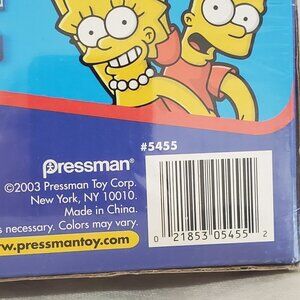 #5455
Pressman®
©2003 Pressman Toy Corp.
New York, NY 10010.
Made in China.
s necessary. Colors may vary.
www.pressmantoy.com
0 21853 05455 2